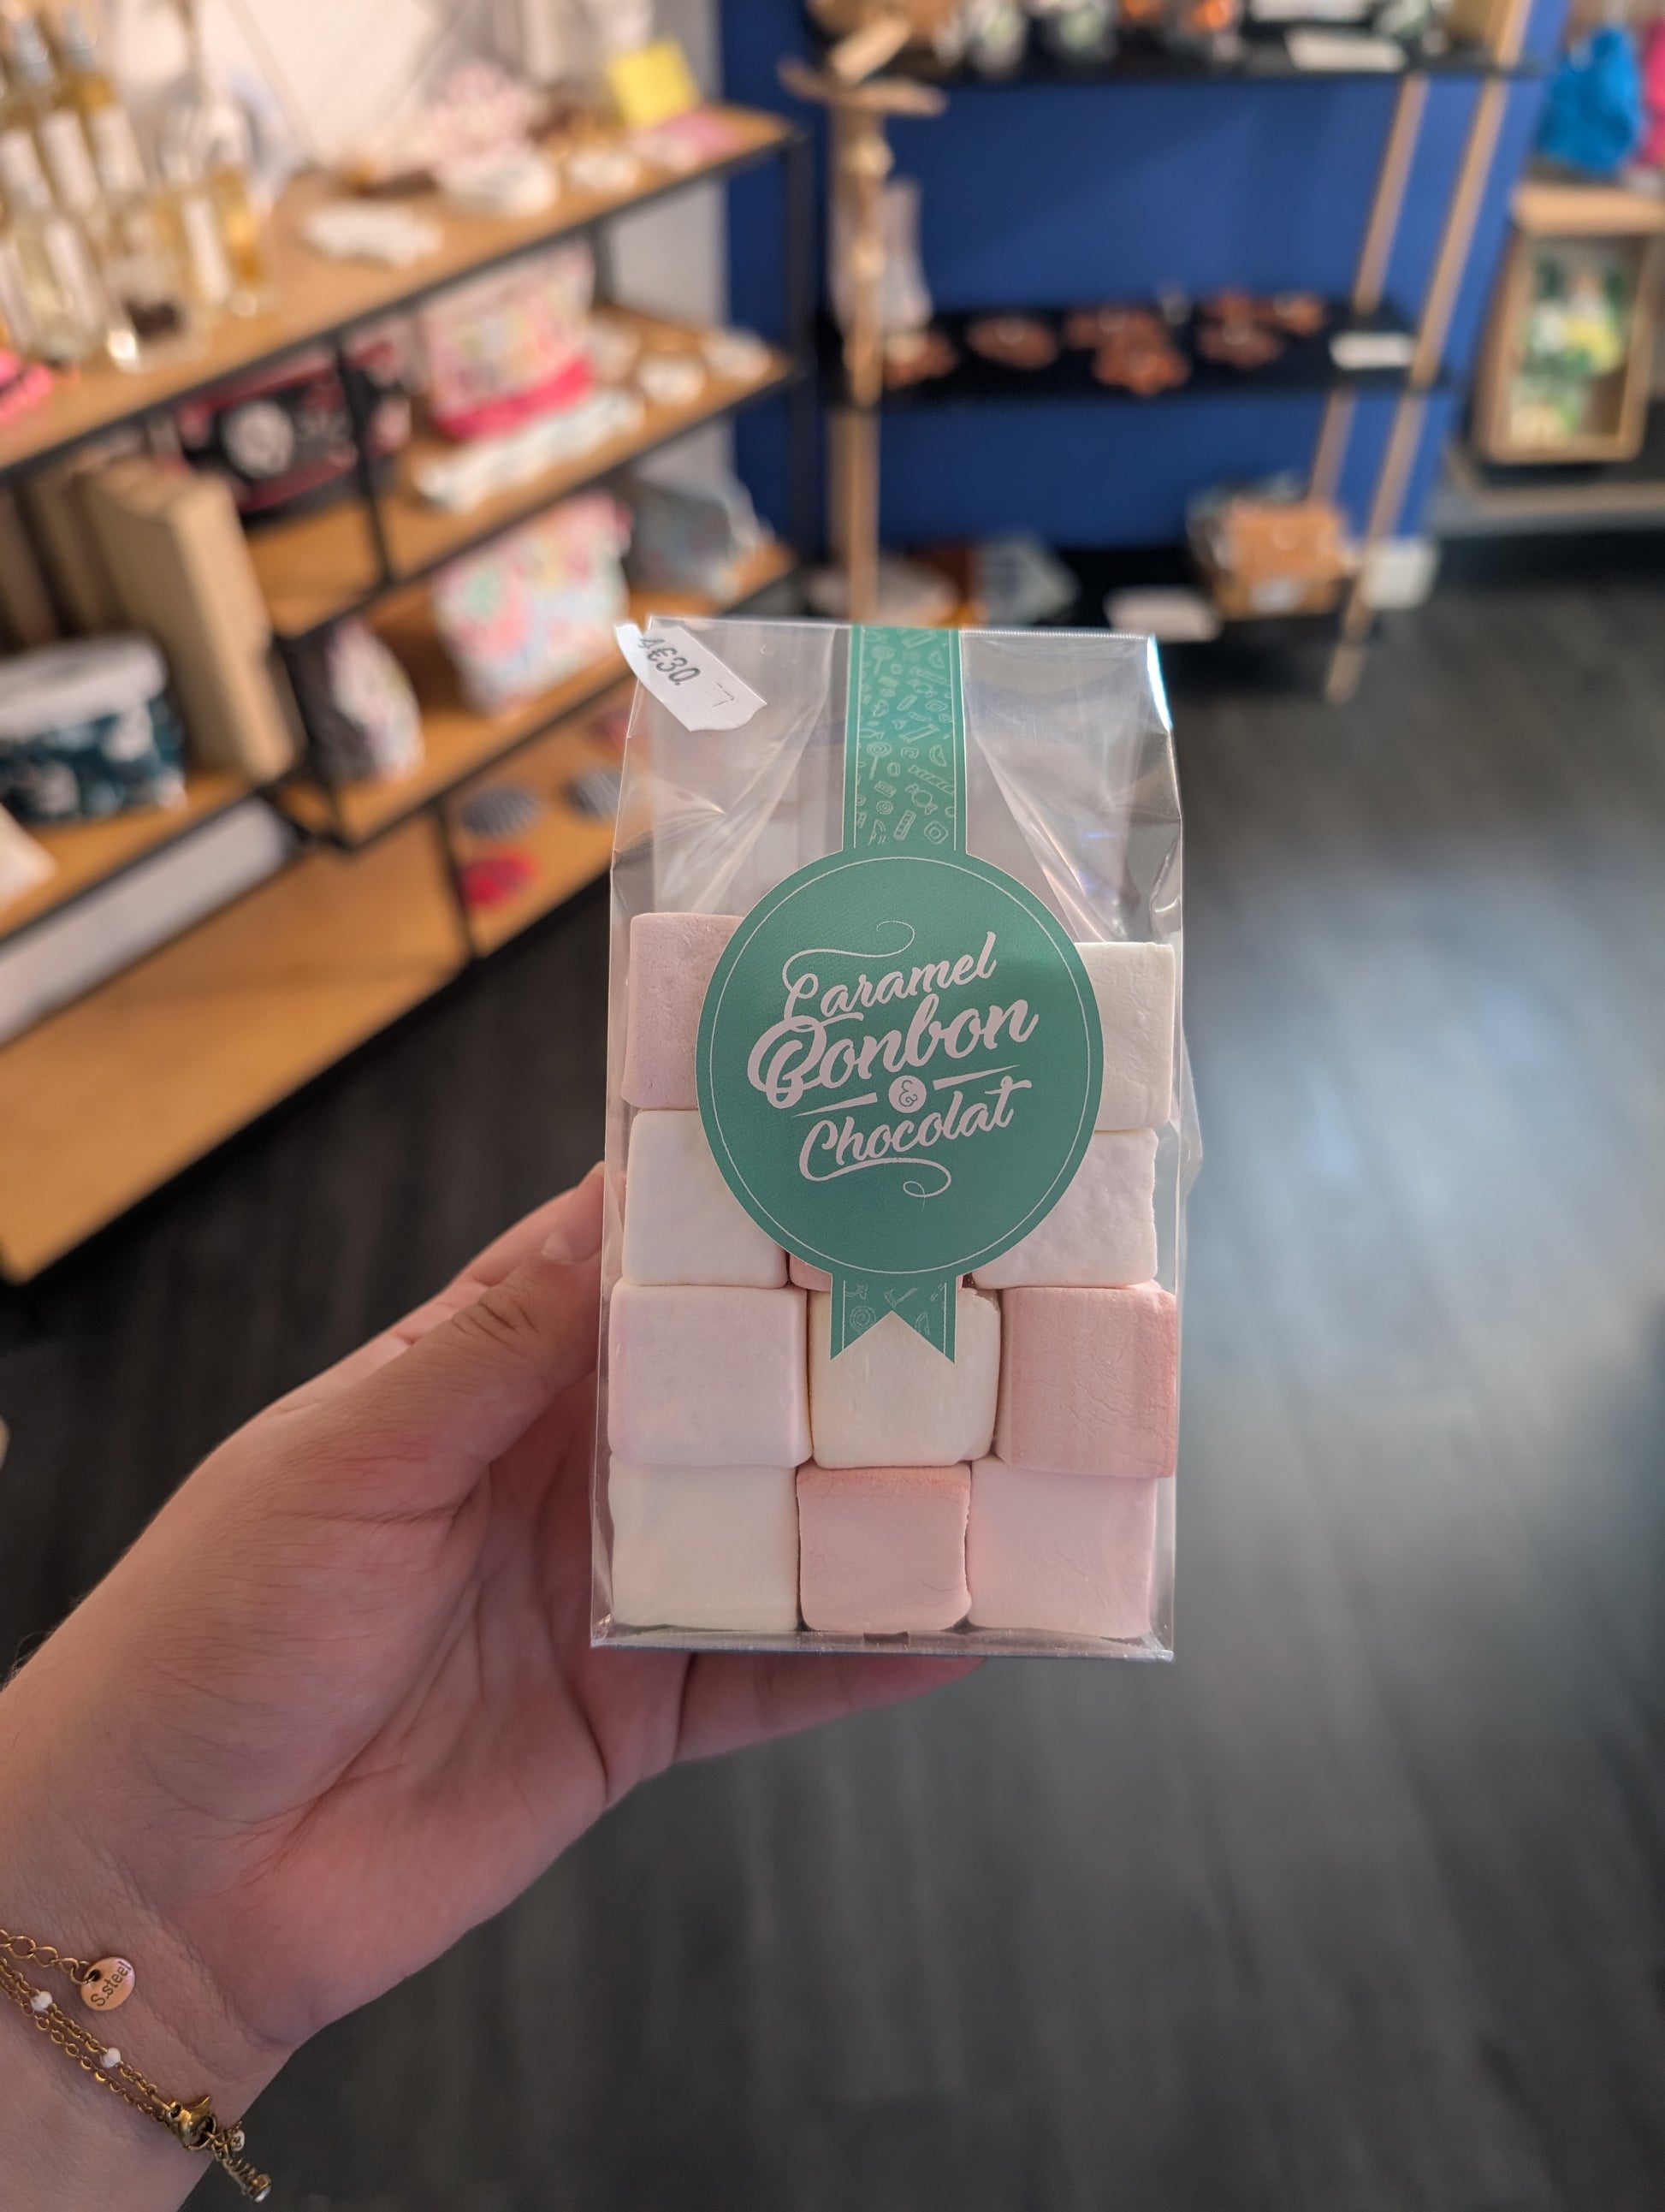 4€30
Caramel
Bonbon
&
Chocolat
S.steel